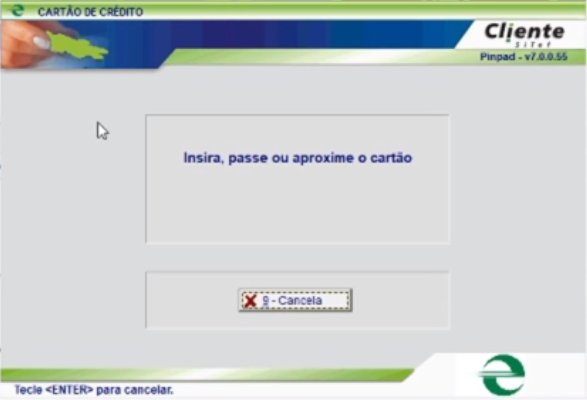 CARTÃO DE CRÉDITO
Cliente
SiTef
Pinpad - v7.0.0.55
Insira, passe ou aproxime o cartão
9 - Cancela
Tecle <ENTER> para cancelar.